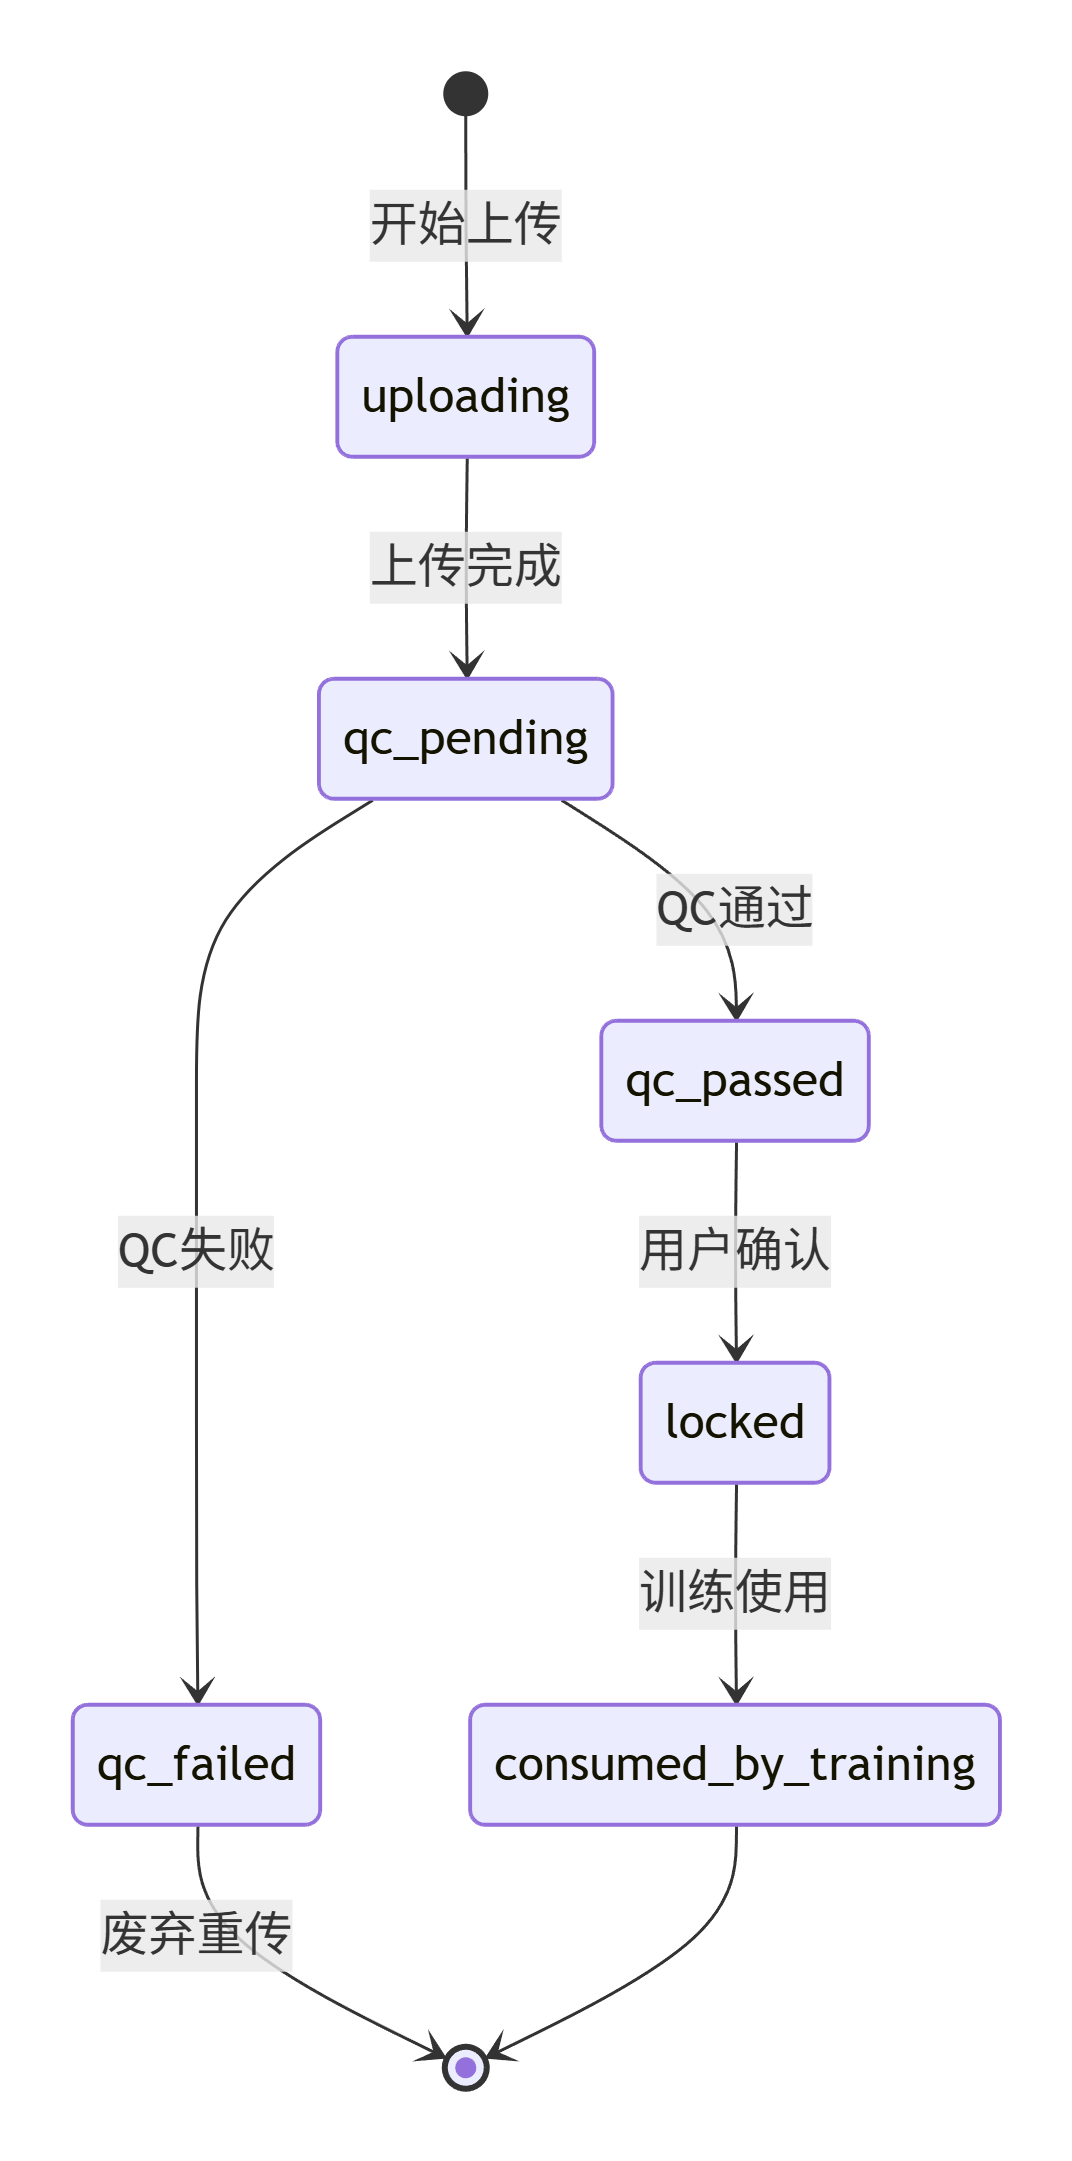 开始上传
uploading
上传完成
qc_pending
QC通过
qc_passed
QC失败
用户确认
locked
训练使用
qc_failed
consumed_by_training
废弃重传